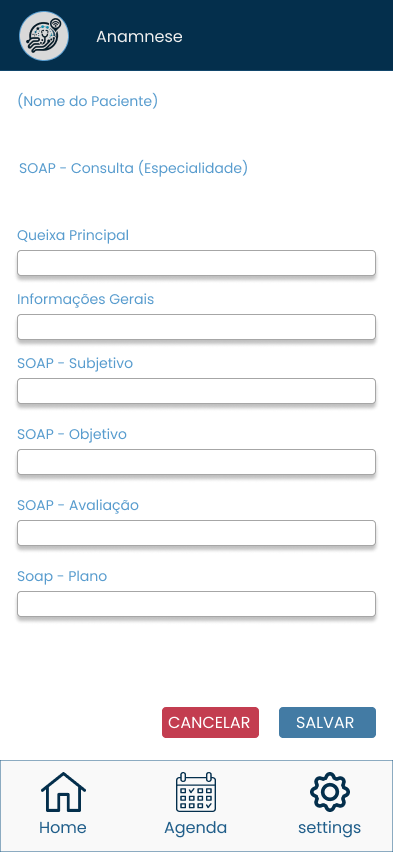 Anamnese
(Nome do Paciente)
SOAP - Consulta (Especialidade)
Queixa Principal
Informações Gerais
SOAP - Subjetivo
SOAP - Objetivo
SOAP - Avaliação
Soap - Plano
CANCELAR SALVAR
Home Agenda settings